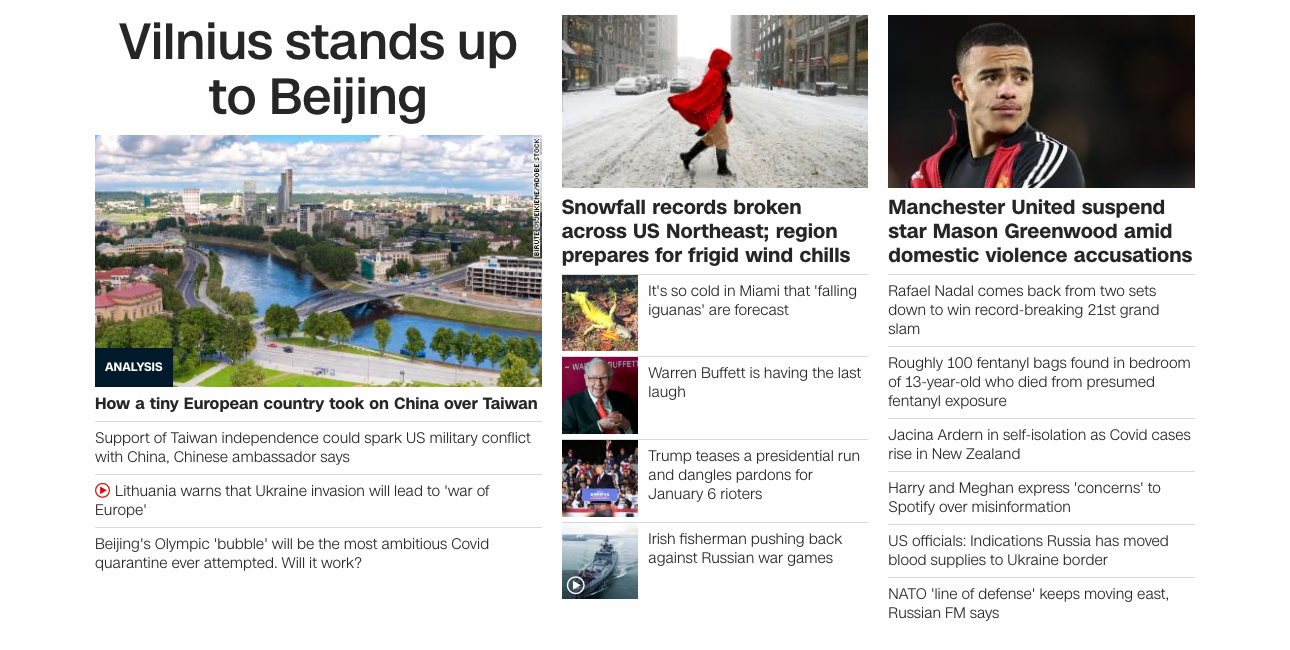 Vilnius stands up
to Beijing
BIRUTE
/ADOBE STOCK
ANALYSIS
How a tiny European country took on China over Taiwan
Support of Taiwan independence could spark US military conflict
with China, Chinese ambassador says
Lithuania warns that Ukraine invasion will lead to 'war of
Europe'
Beijing's Olympic 'bubble' will be the most ambitious Covid
quarantine ever attempted. Will it work?
Snowfall records broken
across US Northeast; region
prepares for frigid wind chills
It's so cold in Miami that 'falling
iguanas' are forecast
BUFFETT
Warren Buffett is having the last
laugh
Trump teases a presidential run
and dangles pardons for
January 6 rioters
Irish fisherman pushing back
against Russian war games
Manchester United suspend
star Mason Greenwood amid
domestic violence accusations
Rafael Nadal comes back from two sets
down to win record-breaking 21st grand
slam
Roughly 100 fentanyl bags found in bedroom
of 13-year-old who died from presumed
fentanyl exposure
Jacina Ardern in self-isolation as Covid cases
rise in New Zealand
Harry and Meghan express 'concerns' to
Spotify over misinformation
US officials: Indications Russia has moved
blood supplies to Ukraine border
NATO 'line of defense' keeps moving east,
Russian FM says